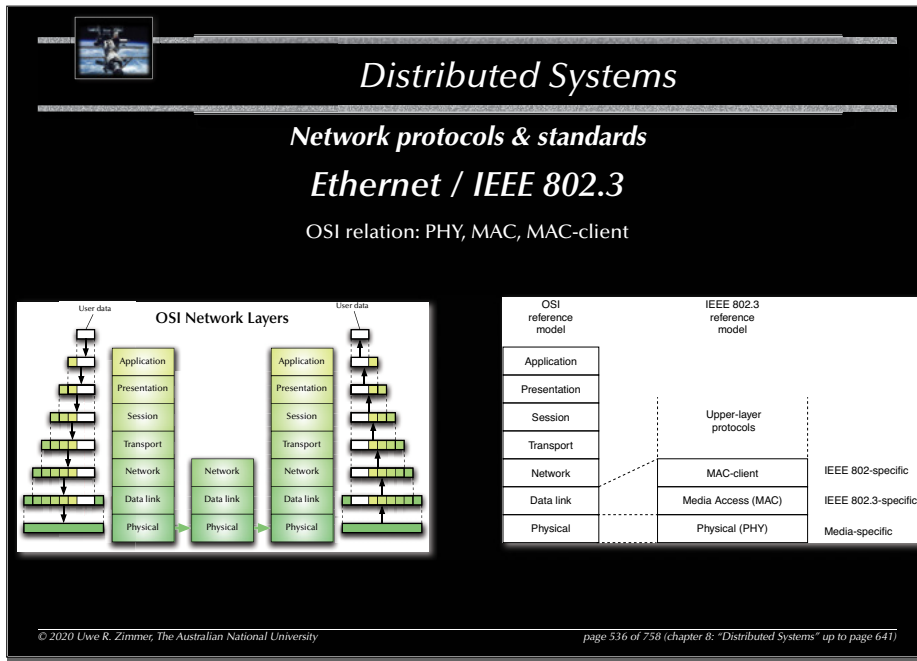 Distributed Systems
Network protocols & standards
Ethernet / IEEE 802.3
OSI relation: PHY, MAC, MAC-client
User data
OSI Network Layers
User data
Application
Presentation
Session
Transport
Network
Data link
Physical
Network
Data link
Physical
Application
Presentation
Session
Transport
Network
Data link
Physical
OSI
reference
model
Application
Presentation
Session
Transport
Network
Data link
Physical
IEEE 802.3
reference
model
Upper-layer
protocols
MAC-client
Media Access (MAC)
Physical (PHY)
IEEE 802-specific
IEEE 802.3-specific
Media-specific
© 2020 Uwe R. Zimmer, The Australian National University
page 536 of 758 (chapter 8: “Distributed Systems” up to page 641)